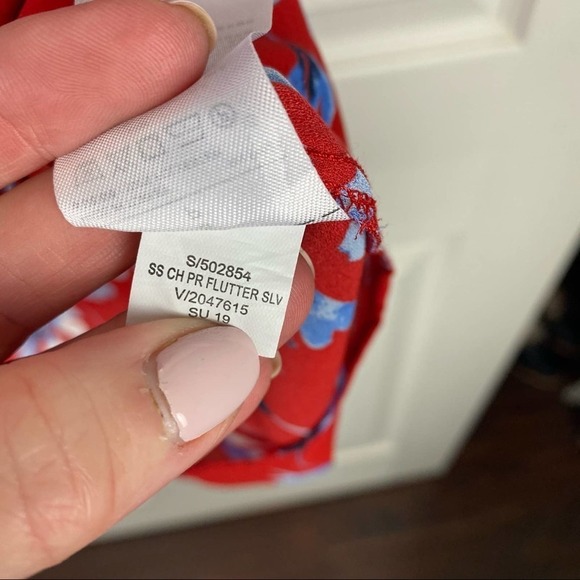 S/502854
SS CH PR FLUTTER SLV
V/2047615
SU 19